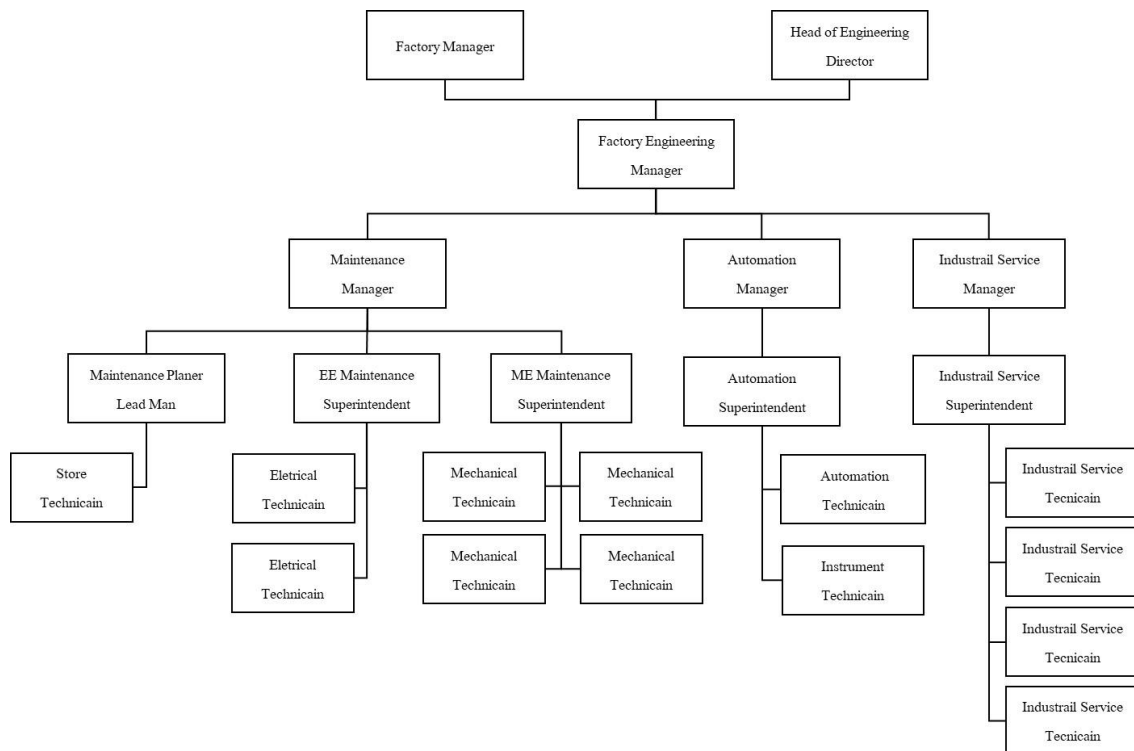 Factory Manager
Head of Engineering
Director
Factory Engineering
Manager
Maintenance
Manager
Automation
Manager
Industrail Service
Manager
Maintenance Planer
Lead Man
EE Maintenance
Superintendent
ME Maintenance
Superintendent
Automation
Superintendent
Industrail Service
Superintendent
Store
Technicain
Eletrical
Technicain
Mechanical
Technicain
Mechanical
Technicain
Automation
Technicain
Industrail Service
Tecnicain
Eletrical
Technicain
Mechanical
Technicain
Mechanical
Technicain
Instrument
Technicain
Industrail Service
Tecnicain
Industrail Service
Tecnicain
Industrail Service
Tecnicain